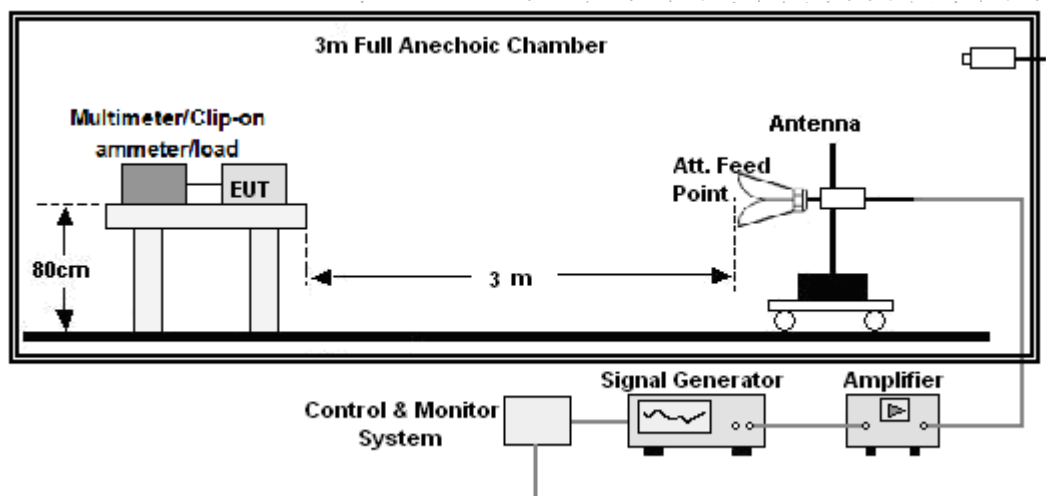 3m Full Anechoic Chamber
Multimeter/Clip-on
ammeter/load
EUT
80cm
3 m
Antenna
Att. Feed
Point
Signal Generator
Amplifier
Control & Monitor
System